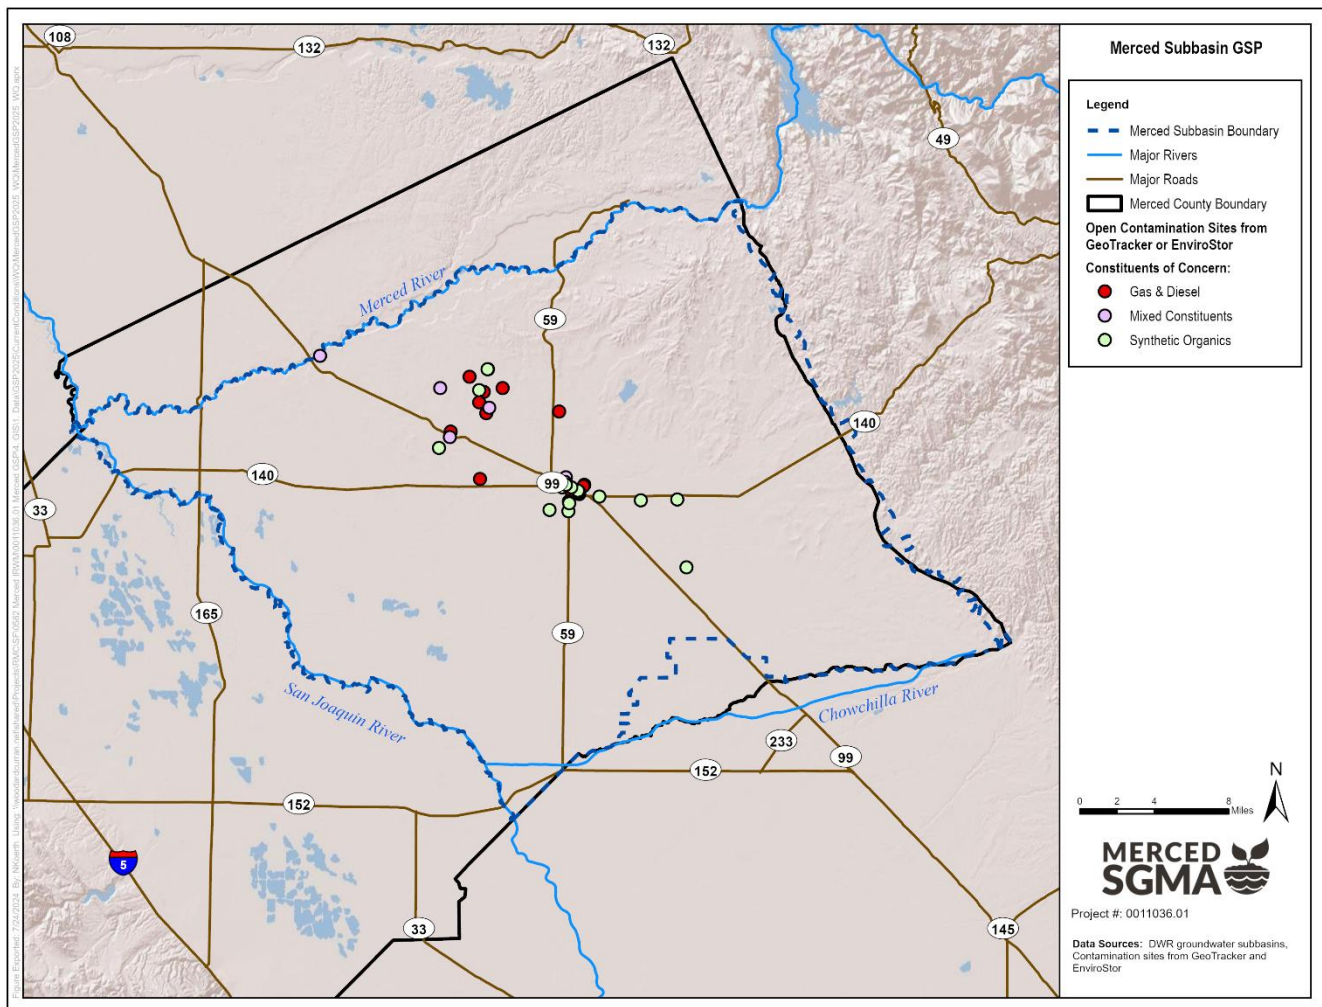 108
132
132
49
Merced River
59
140
140
99
33
165
59
San Joaquin River
Chowchilla River
233
99
152
152
5
33
145
Merced Subbasin GSP
Legend
Merced Subbasin Boundary
Major Rivers
Major Roads
Merced County Boundary
Open Contamination Sites from
GeoTracker or EnviroStor
Constituents of Concern:
Gas & Diesel
Mixed Constituents
Synthetic Organics
N
0 2 4 8 Miles
MERCED
SGMA
Project #: 0011036.01
Data Sources: DWR groundwater subbasins,
Contamination sites from GeoTracker and
EnviroStor